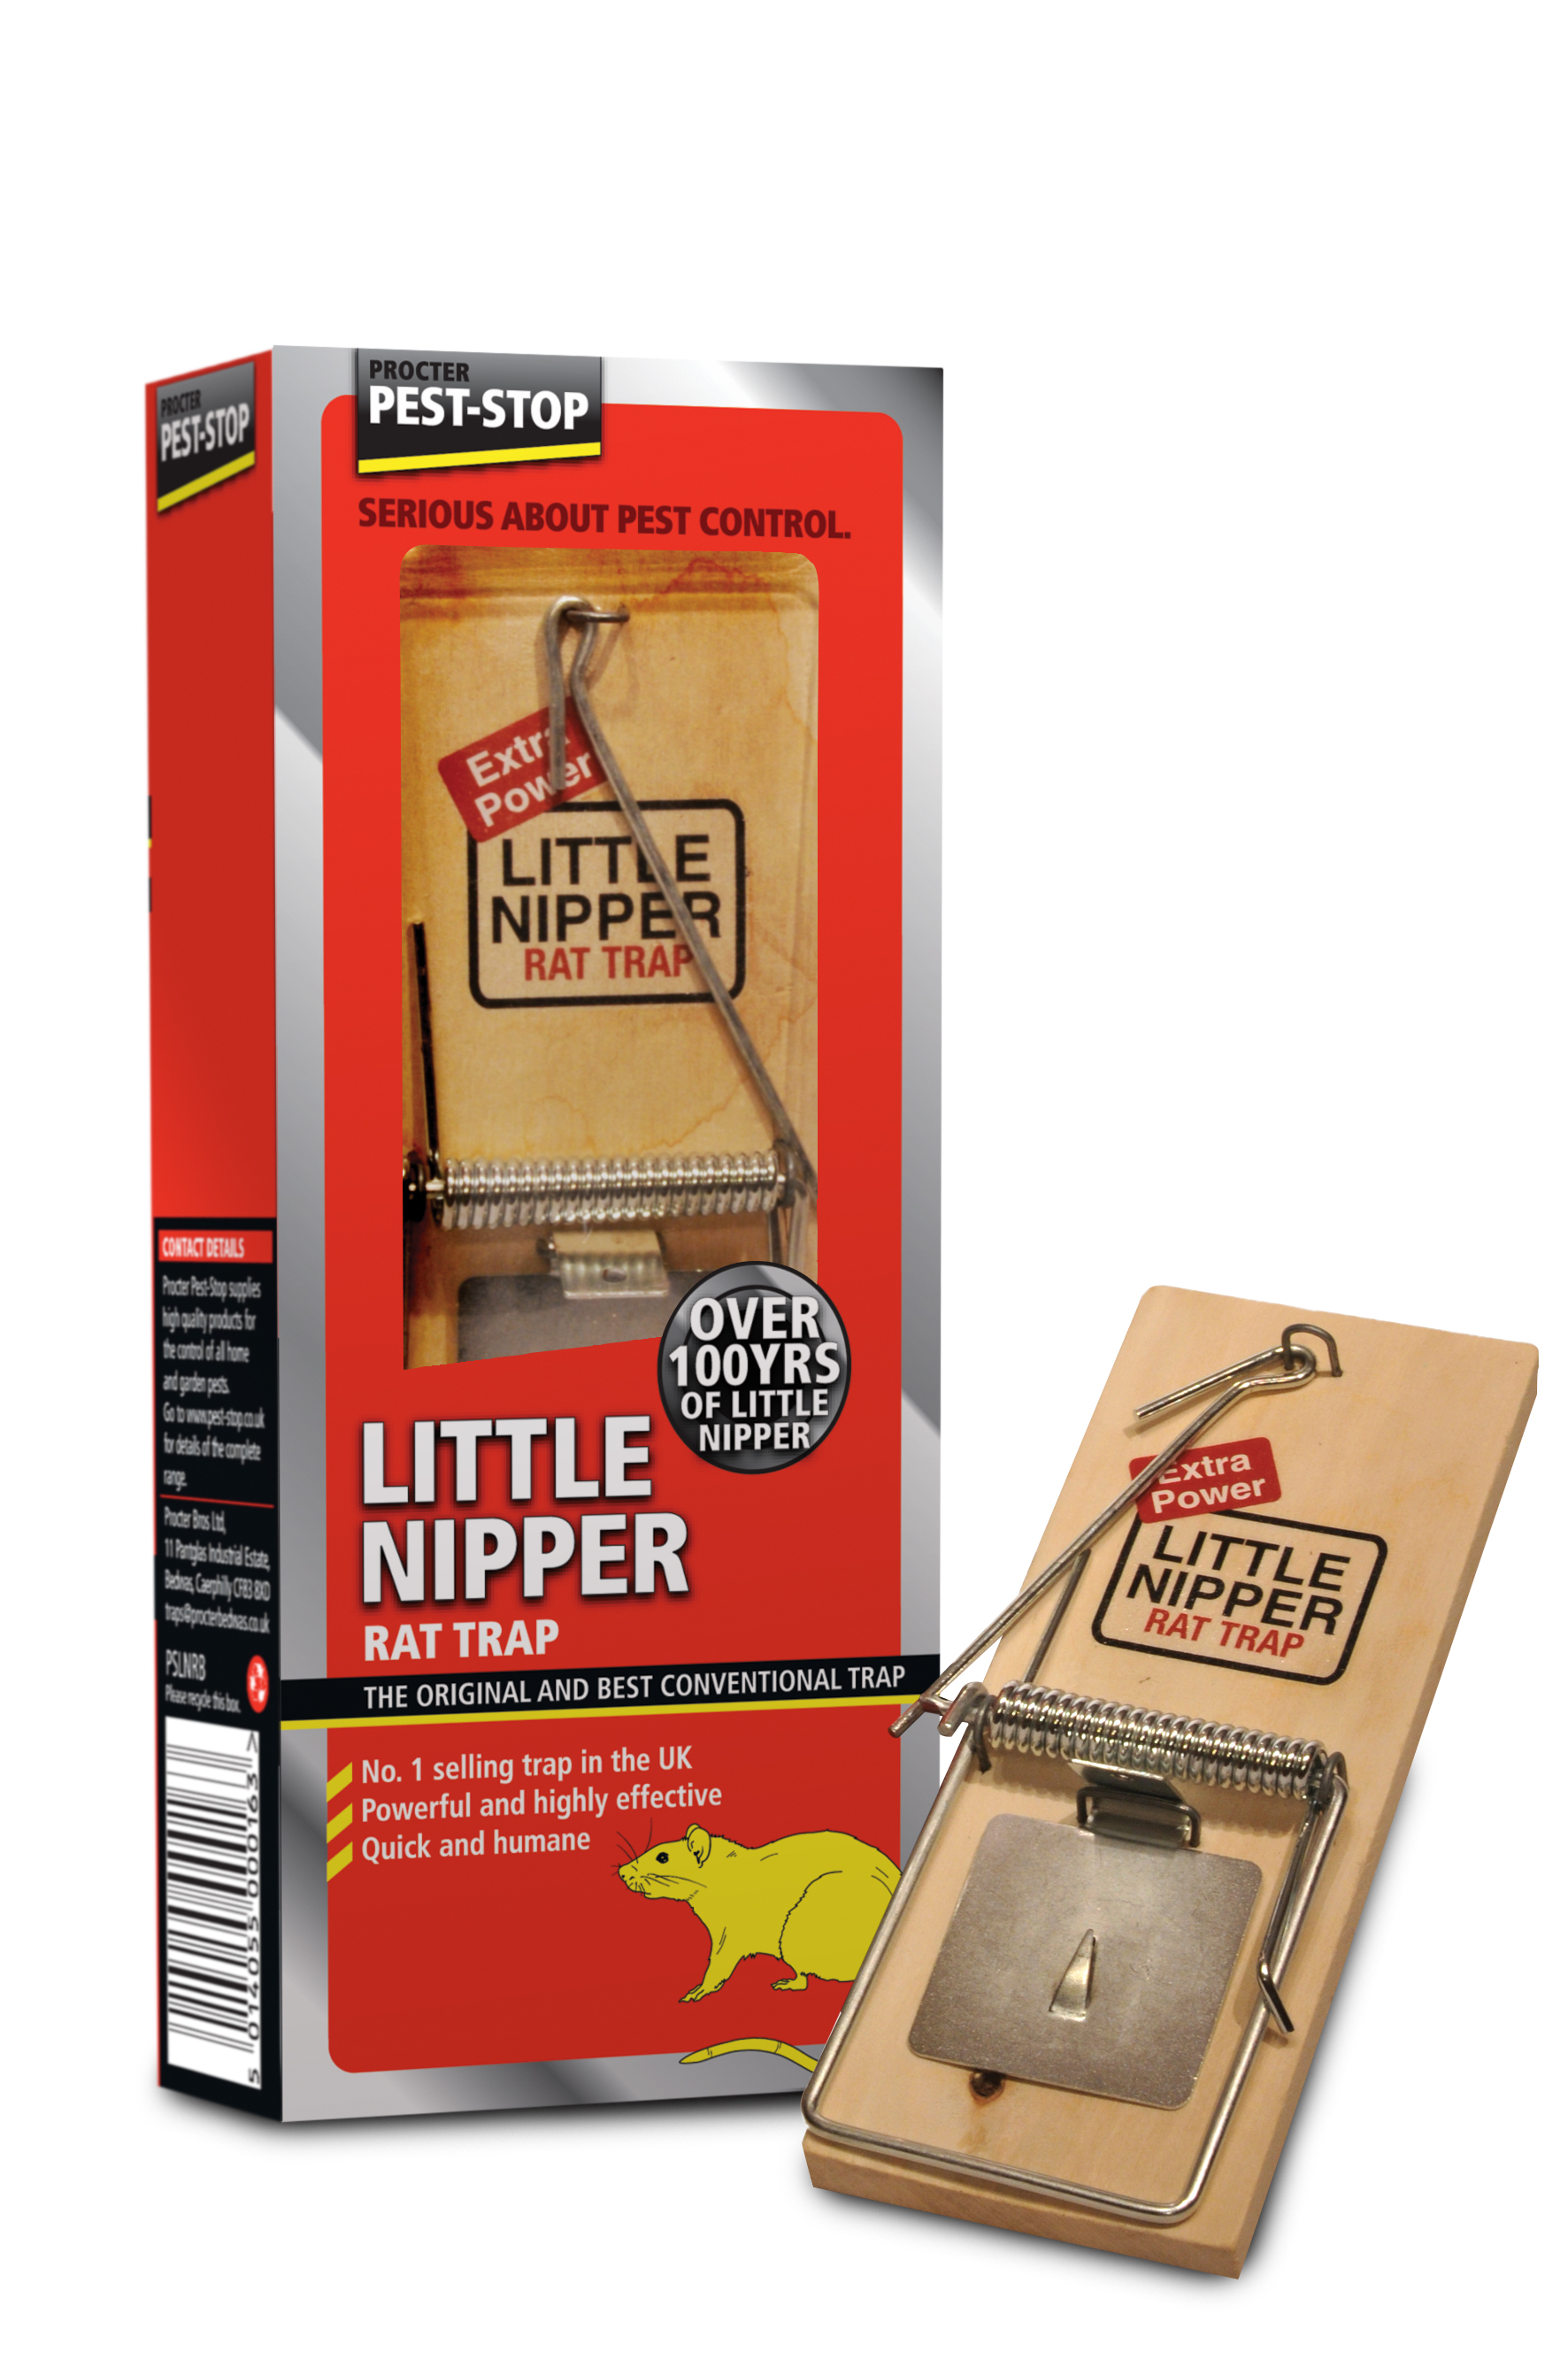 PROCTER
PEST-STOP
CONTACT DETAILS
Procter Pest-Stop supplies
high quality products for
the control of all home
and garden pests.
Go to www.pest-stop.co.uk
for details of the complete
range.
Procter Bros Ltd,
11 Pantglas Industrial Estate,
Bedwas, Caerphilly CF83 8XD
traps@procterbedwas.co.uk
PSLNRB
Please recycle this box.
5 014055 000163 >
PROCTER
PEST-STOP
SERIOUS ABOUT PEST CONTROL.
Extra
Power
LITTLE
NIPPER
RAT TRAP
OVER
100YRS
OF LITTLE
NIPPER
LITTLE
NIPPER
RAT TRAP
THE ORIGINAL AND BEST CONVENTIONAL TRAP
No. 1 selling trap in the UK
Powerful and highly effective
Quick and humane
Extra
Power
LITTLE
NIPPER
RAT TRAP